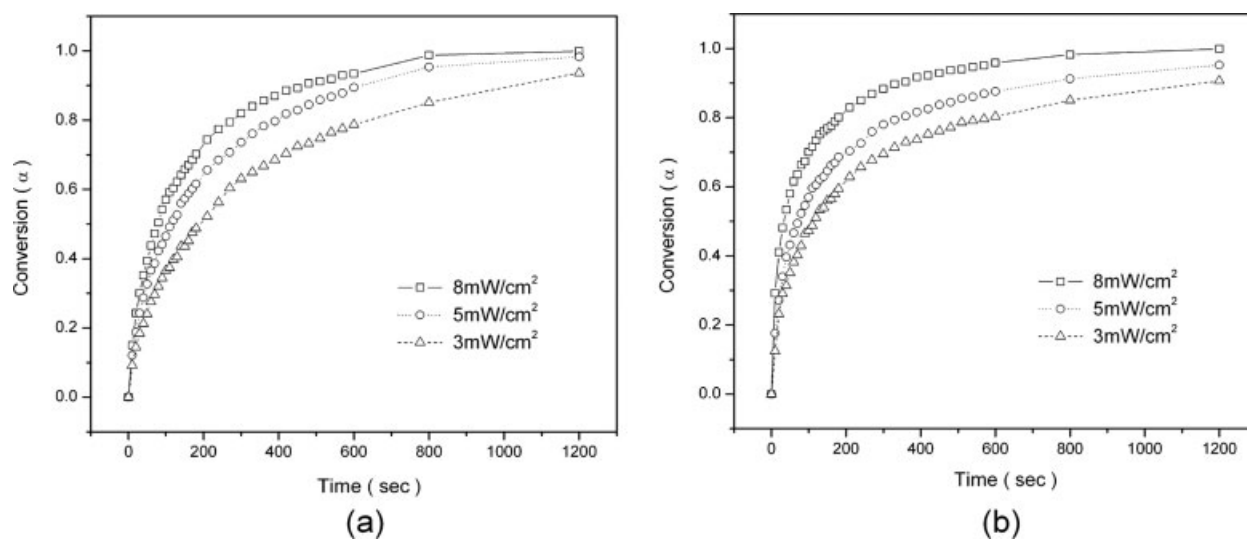 1.0
0.8
0.6
0.4
0.2
0.0
Conversion ( α )
8mW/cm²
5mW/cm²
3mW/cm²
0 200 400 600 800 1000 1200
Time ( sec )
(a)
1.0
0.8
0.6
0.4
0.2
0.0
Conversion ( α )
8mW/cm²
5mW/cm²
3mW/cm²
0 200 400 600 800 1000 1200
Time ( sec )
(b)